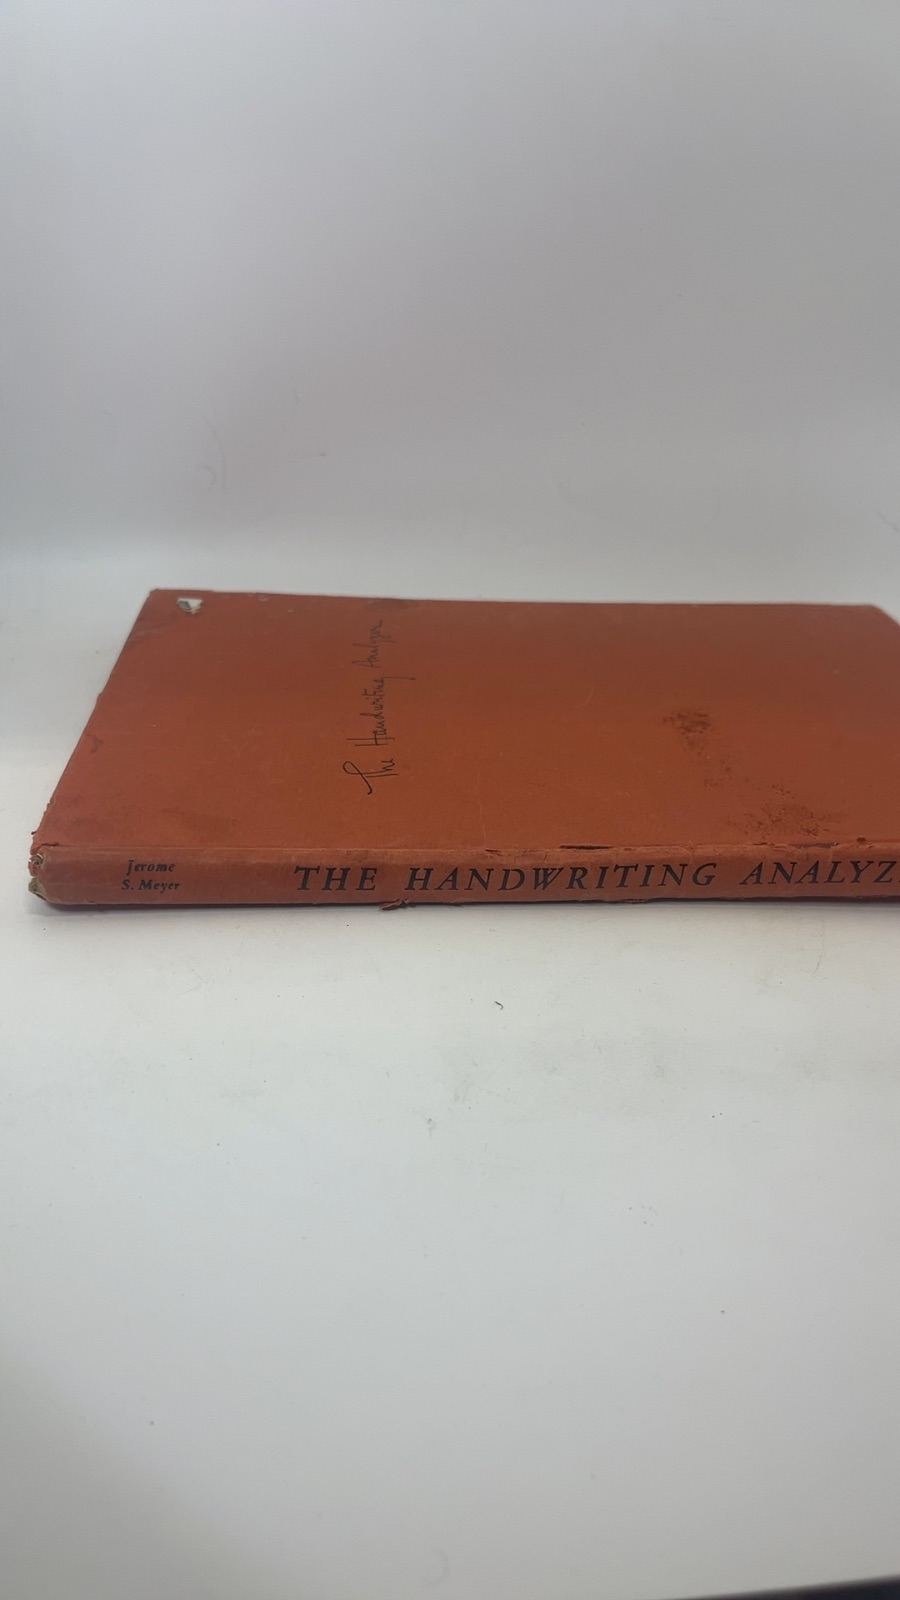 The Handwriting Analyzer
Jerome
S. Meyer
THE HANDWRITING ANALYZ